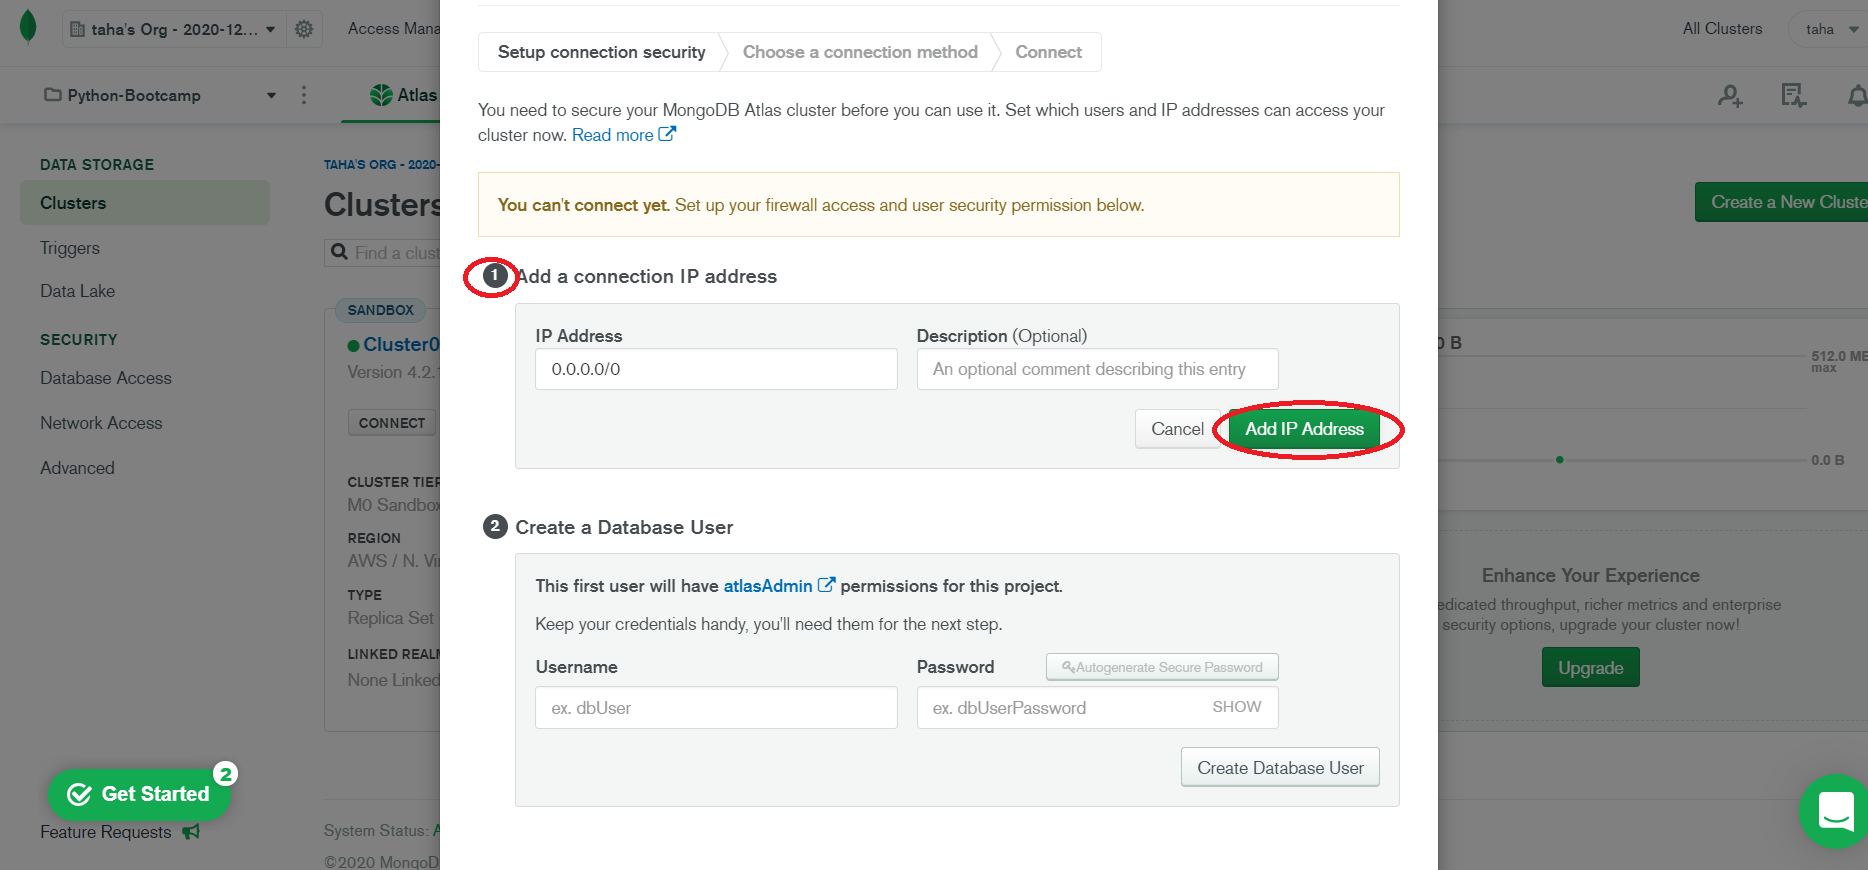 taha's Org - 2020-12...
Access Mana
All Clusters
taha
Python-Bootcamp
Atlas
DATA STORAGE
Clusters
Triggers
Data Lake
SECURITY
Database Access
Network Access
Advanced
Get Started
2
Feature Requests
TAHA'S ORG - 2020-
Clusters
Find a clust
SANDBOX
Cluster0
Version 4.2.
CONNECT
CLUSTER TIER
M0 Sandbox
REGION
AWS / N. Vi
TYPE
Replica Set
LINKED REALM
None Linked
System Status: A
©2020 MongoD
Setup connection security
Choose a connection method
Connect
You need to secure your MongoDB Atlas cluster before you can use it. Set which users and IP addresses can access your
cluster now. Read more
You can't connect yet. Set up your firewall access and user security permission below.
1 Add a connection IP address
IP Address
Description (Optional)
0.0.0.0/0
An optional comment describing this entry
Cancel
Add IP Address
2 Create a Database User
This first user will have atlasAdmin permissions for this project.
Keep your credentials handy, you'll need them for the next step.
Username
Password
Autogenerate Secure Password
ex. dbUser
ex. dbUserPassword
SHOW
Create Database User
Create a New Cluste
0 B
512.0 MB
max
0.0 B
Enhance Your Experience
edicated throughput, richer metrics and enterprise
security options, upgrade your cluster now!
Upgrade